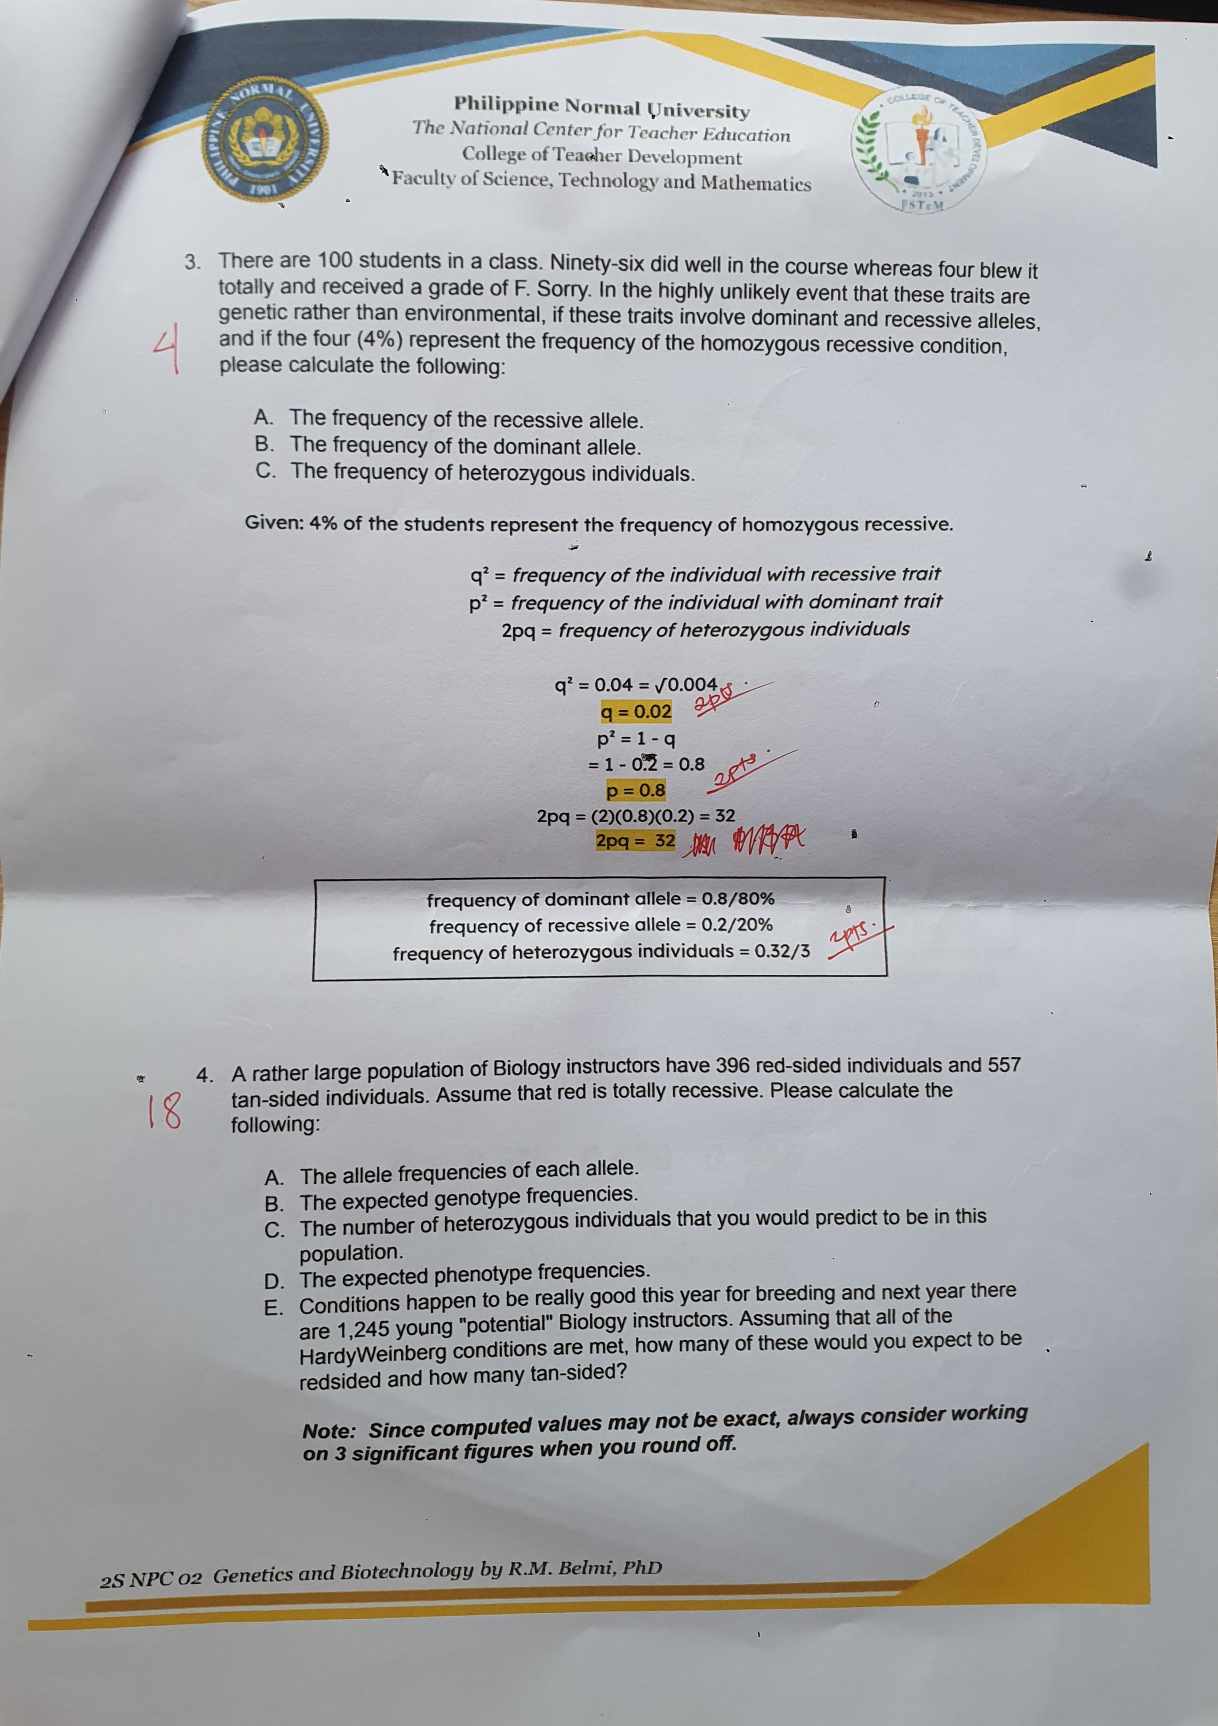 Philippine Normal University
The National Center for Teacher Education
College of Teacher Development
Faculty of Science, Technology and Mathematics
PHILIPPINE NORMAL UNIVERSITY
1901
COLLEGE OF TEACHER DEVELOPMENT
2013
FSTeM
3. There are 100 students in a class. Ninety-six did well in the course whereas four blew it
totally and received a grade of F. Sorry. In the highly unlikely event that these traits are
genetic rather than environmental, if these traits involve dominant and recessive alleles,
4
and if the four (4%) represent the frequency of the homozygous recessive condition,
please calculate the following:
A. The frequency of the recessive allele.
B. The frequency of the dominant allele.
C. The frequency of heterozygous individuals.
Given: 4% of the students represent the frequency of homozygous recessive.
q² = frequency of the individual with recessive trait
p² = frequency of the individual with dominant trait
2pq = frequency of heterozygous individuals
q² = 0.04 = √0.004
q = 0.02 2pts
p² = 1 - q
= 1 - 0.2 = 0.8 2pts.
p = 0.8
2pq = (2)(0.8)(0.2) = 32
2pq = 32
frequency of dominant allele = 0.8/80%
frequency of recessive allele = 0.2/20% 2pts.
frequency of heterozygous individuals = 0.32/3
4. A rather large population of Biology instructors have 396 red-sided individuals and 557
18 tan-sided individuals. Assume that red is totally recessive. Please calculate the
following:
A. The allele frequencies of each allele.
B. The expected genotype frequencies.
C. The number of heterozygous individuals that you would predict to be in this
population.
D. The expected phenotype frequencies.
E. Conditions happen to be really good this year for breeding and next year there
are 1,245 young "potential" Biology instructors. Assuming that all of the
HardyWeinberg conditions are met, how many of these would you expect to be
redsided and how many tan-sided?
Note: Since computed values may not be exact, always consider working
on 3 significant figures when you round off.
2S NPC 02 Genetics and Biotechnology by R.M. Belmi, PhD